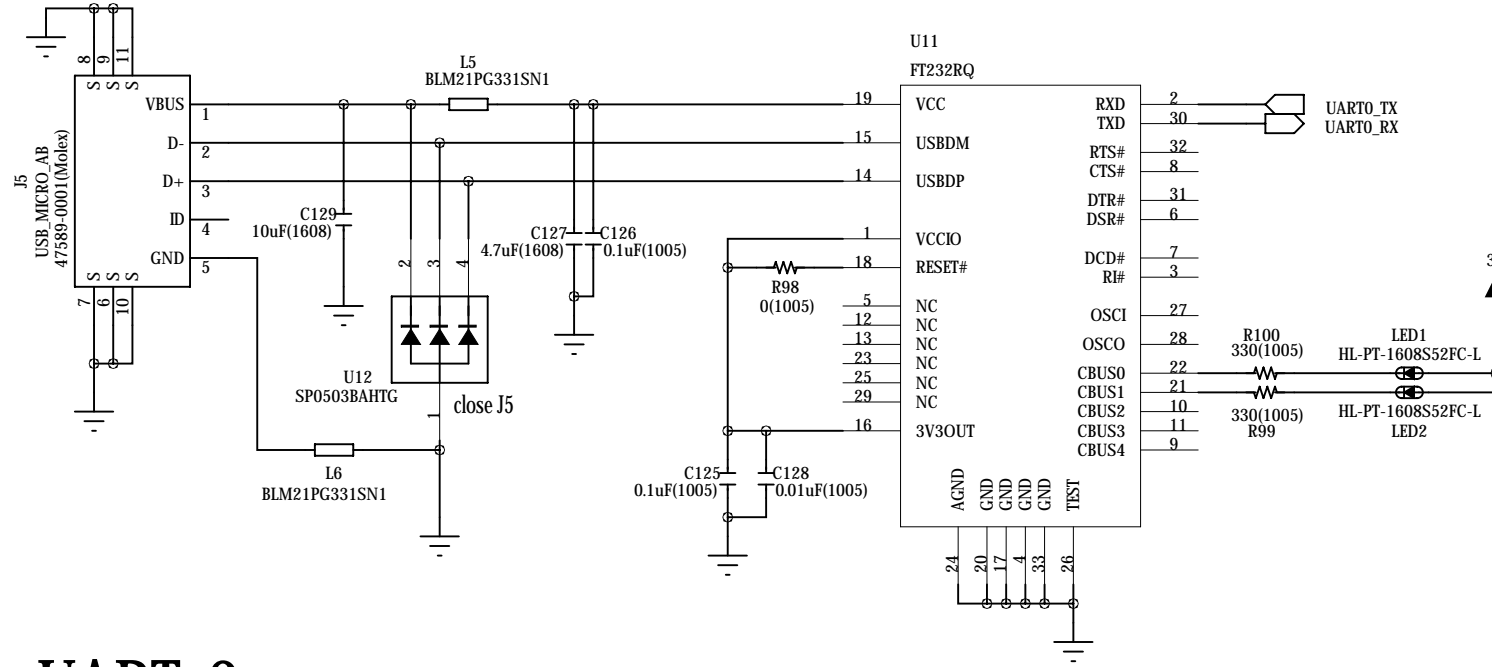 8
9
11
S
S
S
J5
USB_MICRO_AB
47589-0001(Molex)
VBUS
1
D-
2
D+
3
ID
4
GND
5
S
S
S
7
6
10
L5
BLM21PG331SN1
C129
10uF(1608)
C127
4.7uF(1608)
C126
0.1uF(1005)
2
3
4
U12
SP0503BAHTG
1
close J5
L6
BLM21PG331SN1
R98
0(1005)
C125
0.1uF(1005)
C128
0.01uF(1005)
U11
FT232RQ
19 VCC
15 USBDM
14 USBDP
1 VCCIO
18 RESET#
5 NC
12 NC
13 NC
23 NC
25 NC
29 NC
16 3V3OUT
RXD 2
TXD 30
RTS# 32
CTS# 8
DTR# 31
DSR# 6
DCD# 7
RI# 3
OSCI 27
OSCO 28
CBUS0 22
CBUS1 21
CBUS2 10
CBUS3 11
CBUS4 9
AGND
GND
GND
GND
GND
TEST
24
20
17
4
33
26
UART0_TX
UART0_RX
R100
330(1005)
330(1005)
R99
LED1
HL-PT-1608S52FC-L
HL-PT-1608S52FC-L
LED2
3